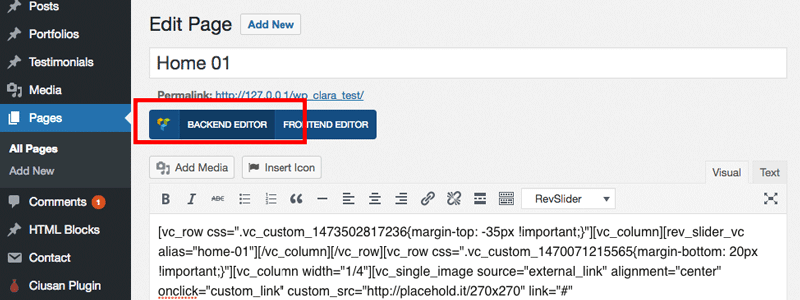 Posts
Portfolios
Testimonials
Media
Pages
All Pages
Add New
Comments 1
HTML Blocks
Contact
Ciusan Plugin
Edit Page Add New
Home 01
Permalink: http://127.0.0.1/wp_clara_test/
BACKEND EDITOR FRONTEND EDITOR
Add Media Insert Icon
Visual Text
B I ABC RevSlider
[vc_row css=".vc_custom_1473502817236{margin-top: -35px !important;}"][vc_column][rev_slider_vc
alias="home-01"][/vc_column][/vc_row][vc_row css=".vc_custom_1470071215565{margin-bottom: 20px
!important;}"][vc_column width="1/4"][vc_single_image source="external_link" alignment="center"
onclick="custom_link" custom_src="http://placehold.it/270x270" link="#"